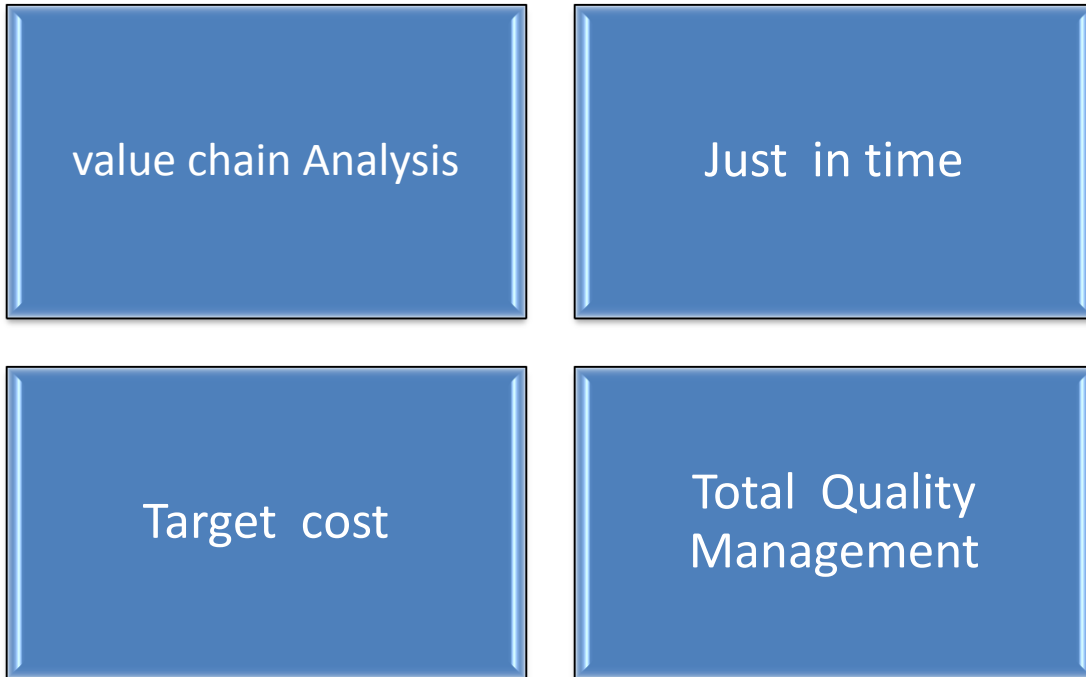 value chain Analysis
Just  in time
Target  cost
Total  Quality
Management